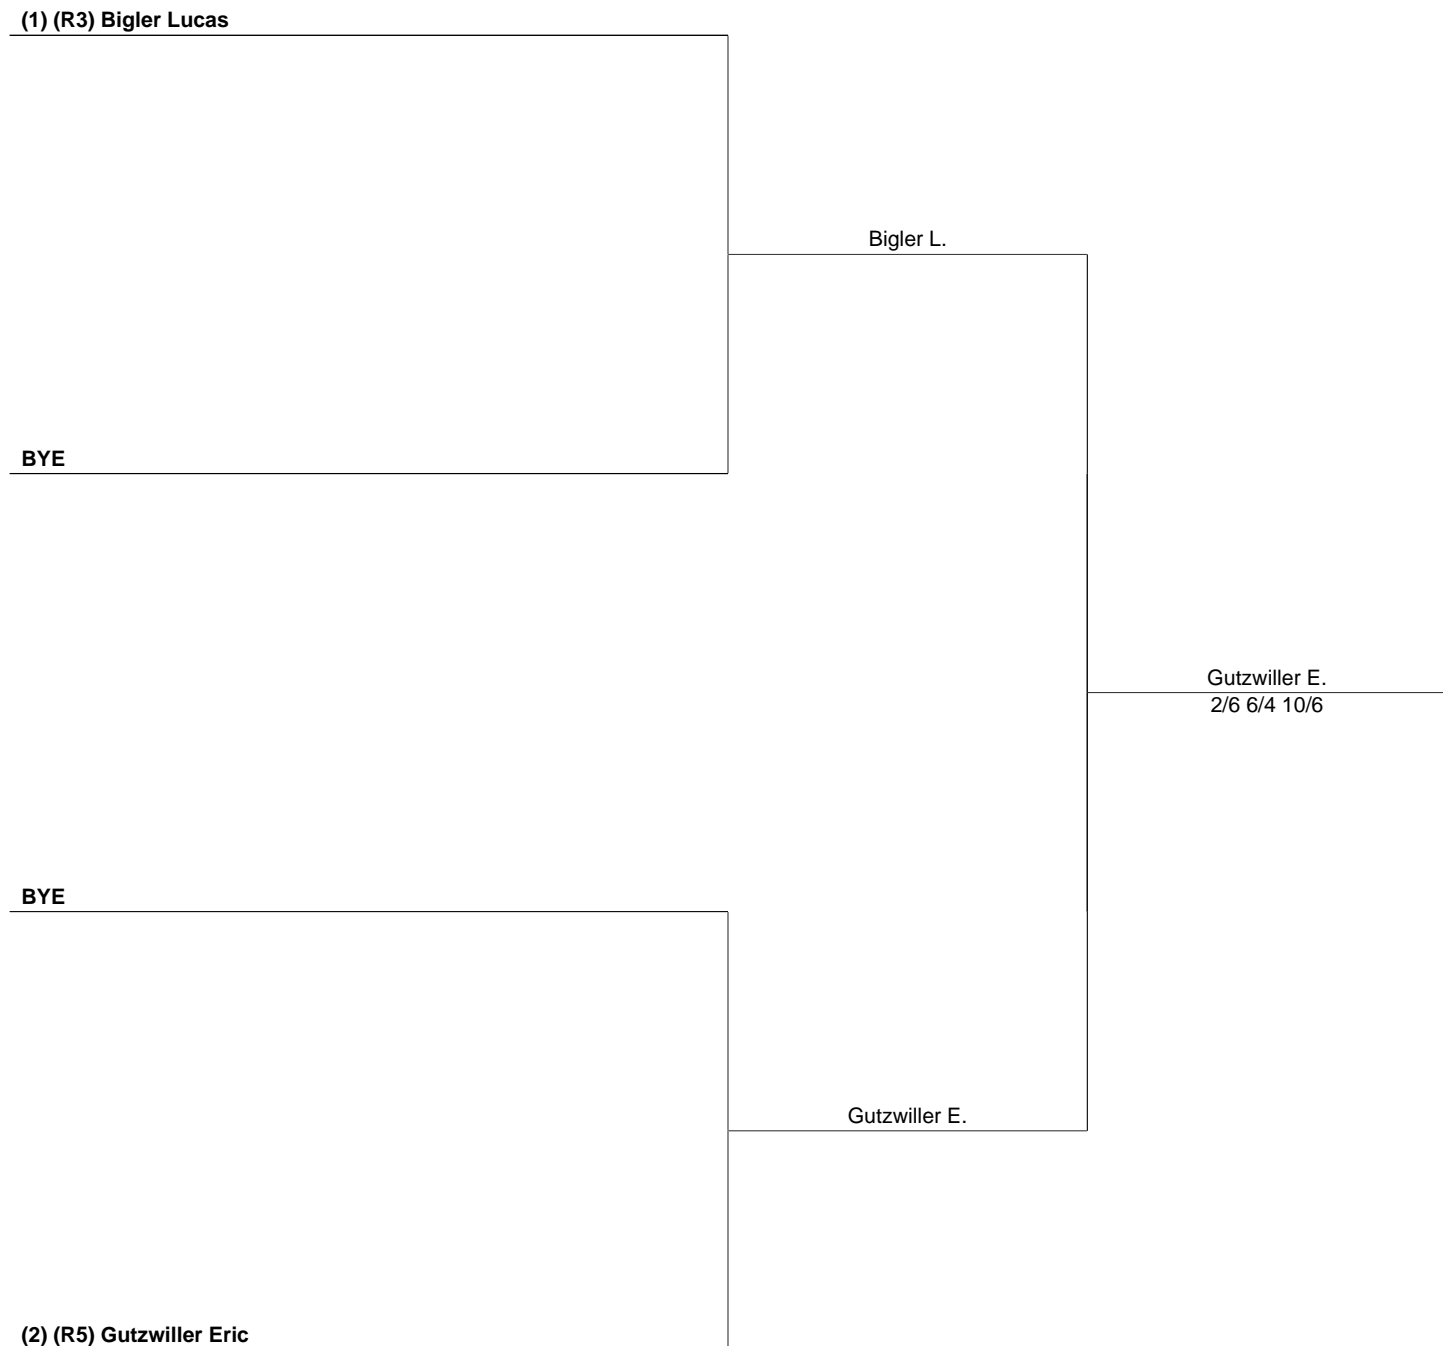 (1) (R3) Bigler Lucas
Bigler L.
BYE
Gutzwiller E.
2/6 6/4 10/6
BYE
Gutzwiller E.
(2) (R5) Gutzwiller Eric